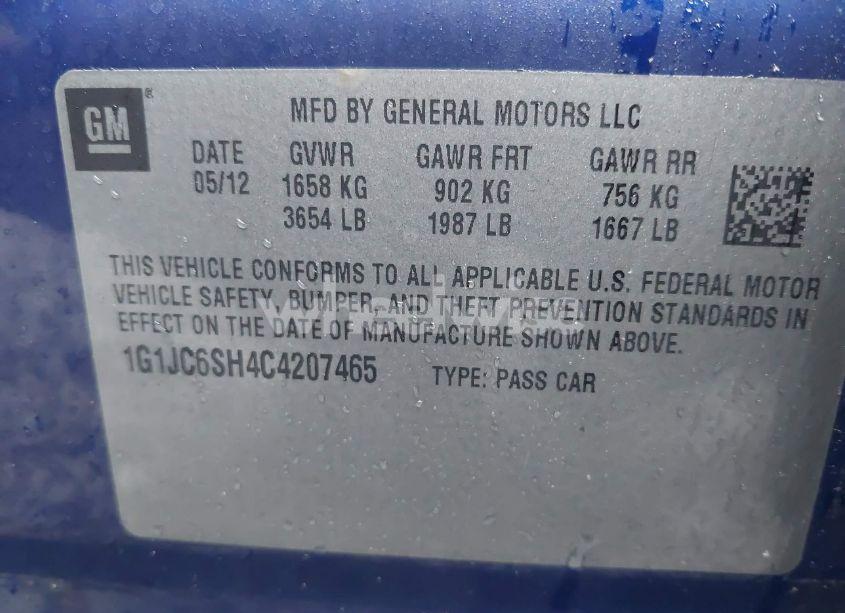 GM ®
MFD BY GENERAL MOTORS LLC
DATE GVWR GAWR FRT GAWR RR
05/12 1658 KG 902 KG 756 KG
3654 LB 1987 LB 1667 LB
THIS VEHICLE CONFORMS TO ALL APPLICABLE U.S. FEDERAL MOTOR
VEHICLE SAFETY, BUMPER, AND THEFT PREVENTION STANDARDS IN
EFFECT ON THE DATE OF MANUFACTURE SHOWN ABOVE.
1G1JC6SH4C4207465 TYPE: PASS CAR